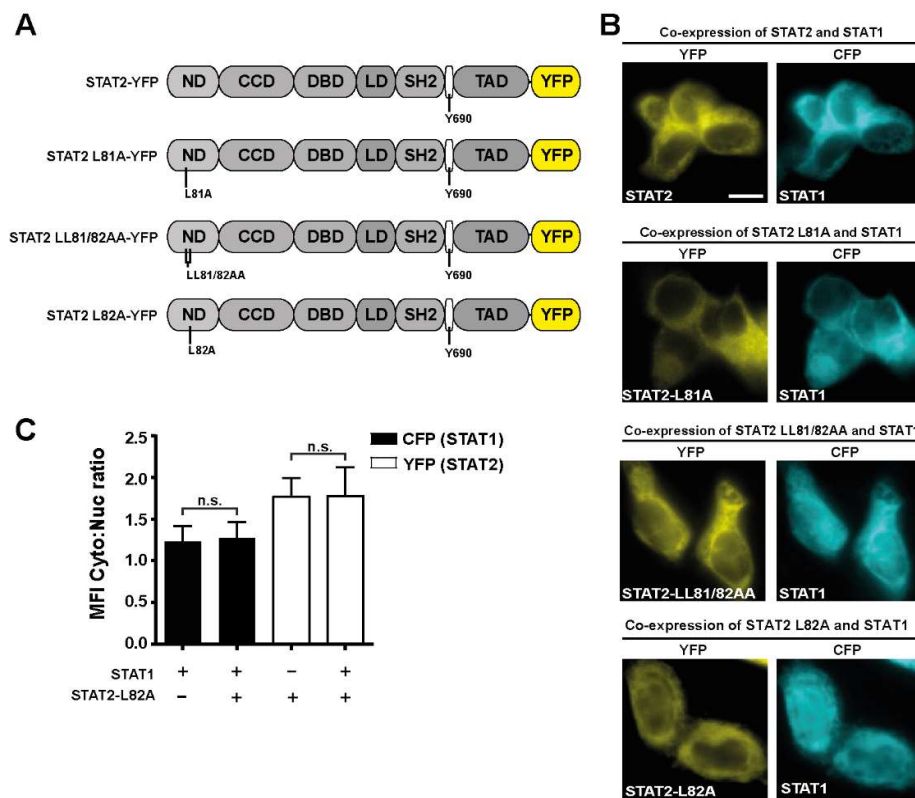 A
STAT2-YFP
ND CCD DBD LD SH2 TAD YFP
Y690
STAT2 L81A-YFP
ND CCD DBD LD SH2 TAD YFP
L81A
Y690
STAT2 LL81/82AA-YFP
ND CCD DBD LD SH2 TAD YFP
LL81/82AA
Y690
STAT2 L82A-YFP
ND CCD DBD LD SH2 TAD YFP
L82A
Y690
B
Co-expression of STAT2 and STAT1
YFP CFP
STAT2 STAT1
Co-expression of STAT2 L81A and STAT1
YFP CFP
STAT2-L81A STAT1
Co-expression of STAT2 LL81/82AA and STAT1
YFP CFP
STAT2-LL81/82AA STAT1
Co-expression of STAT2 L82A and STAT1
YFP CFP
STAT2-L82A STAT1
C
MFI Cyto:Nuc ratio
2.5
2.0
1.5
1.0
0.5
0.0
CFP (STAT1)
YFP (STAT2)
n.s.
n.s.
STAT1 + + − +
STAT2-L82A − + + +